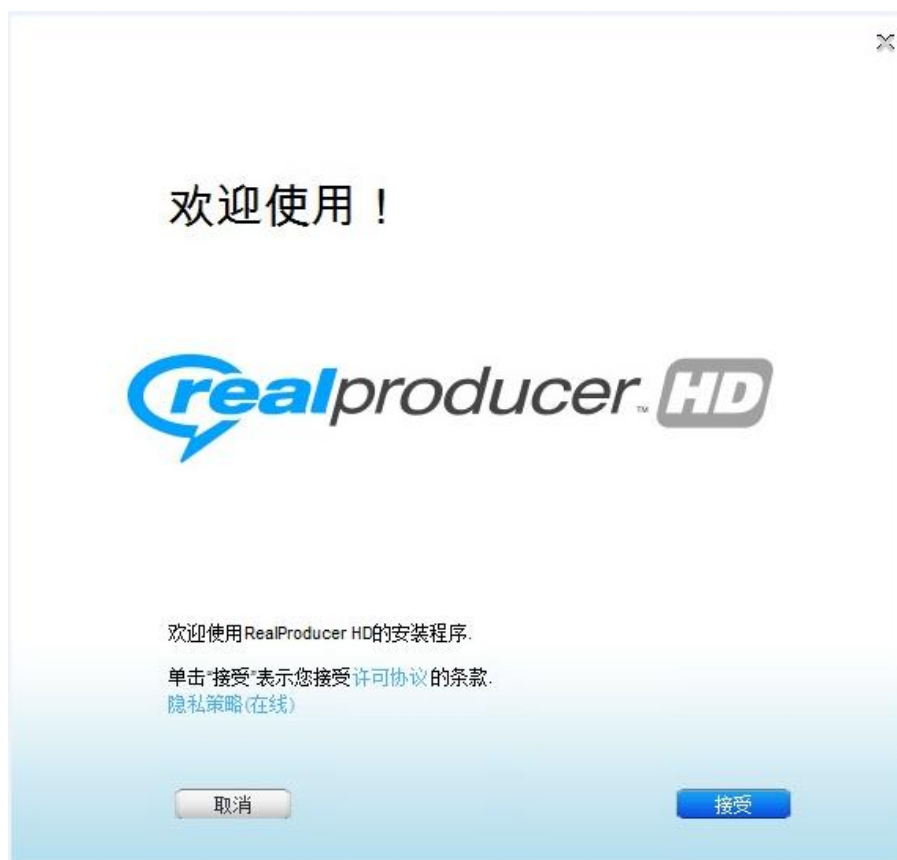 欢迎使用！
realproducer™ HD
欢迎使用RealProducer HD的安装程序.
单击"接受"表示您接受许可协议的条款.
隐私策略(在线)
取消 接受